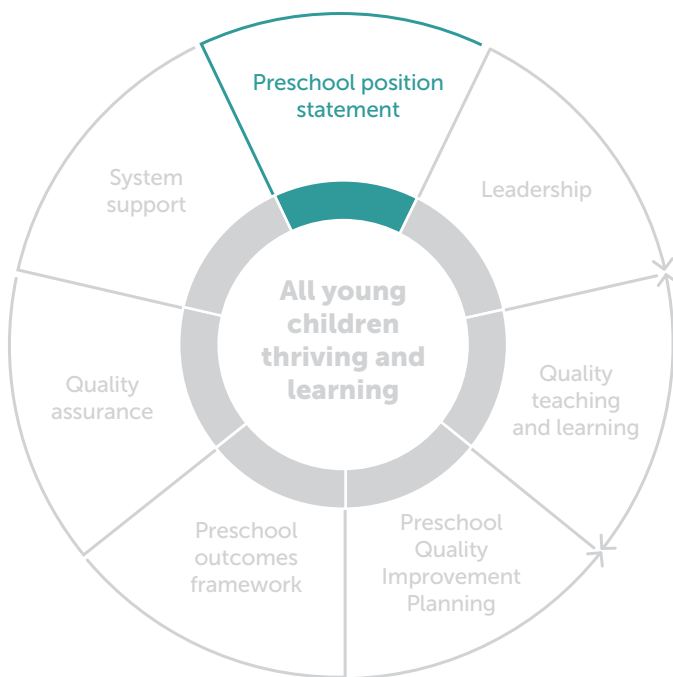 Preschool position
statement
Leadership
Quality
teaching
and learning
Preschool
Quality
Improvement
Planning
Preschool
outcomes
framework
Quality
assurance
System
support
All young
children
thriving and
learning